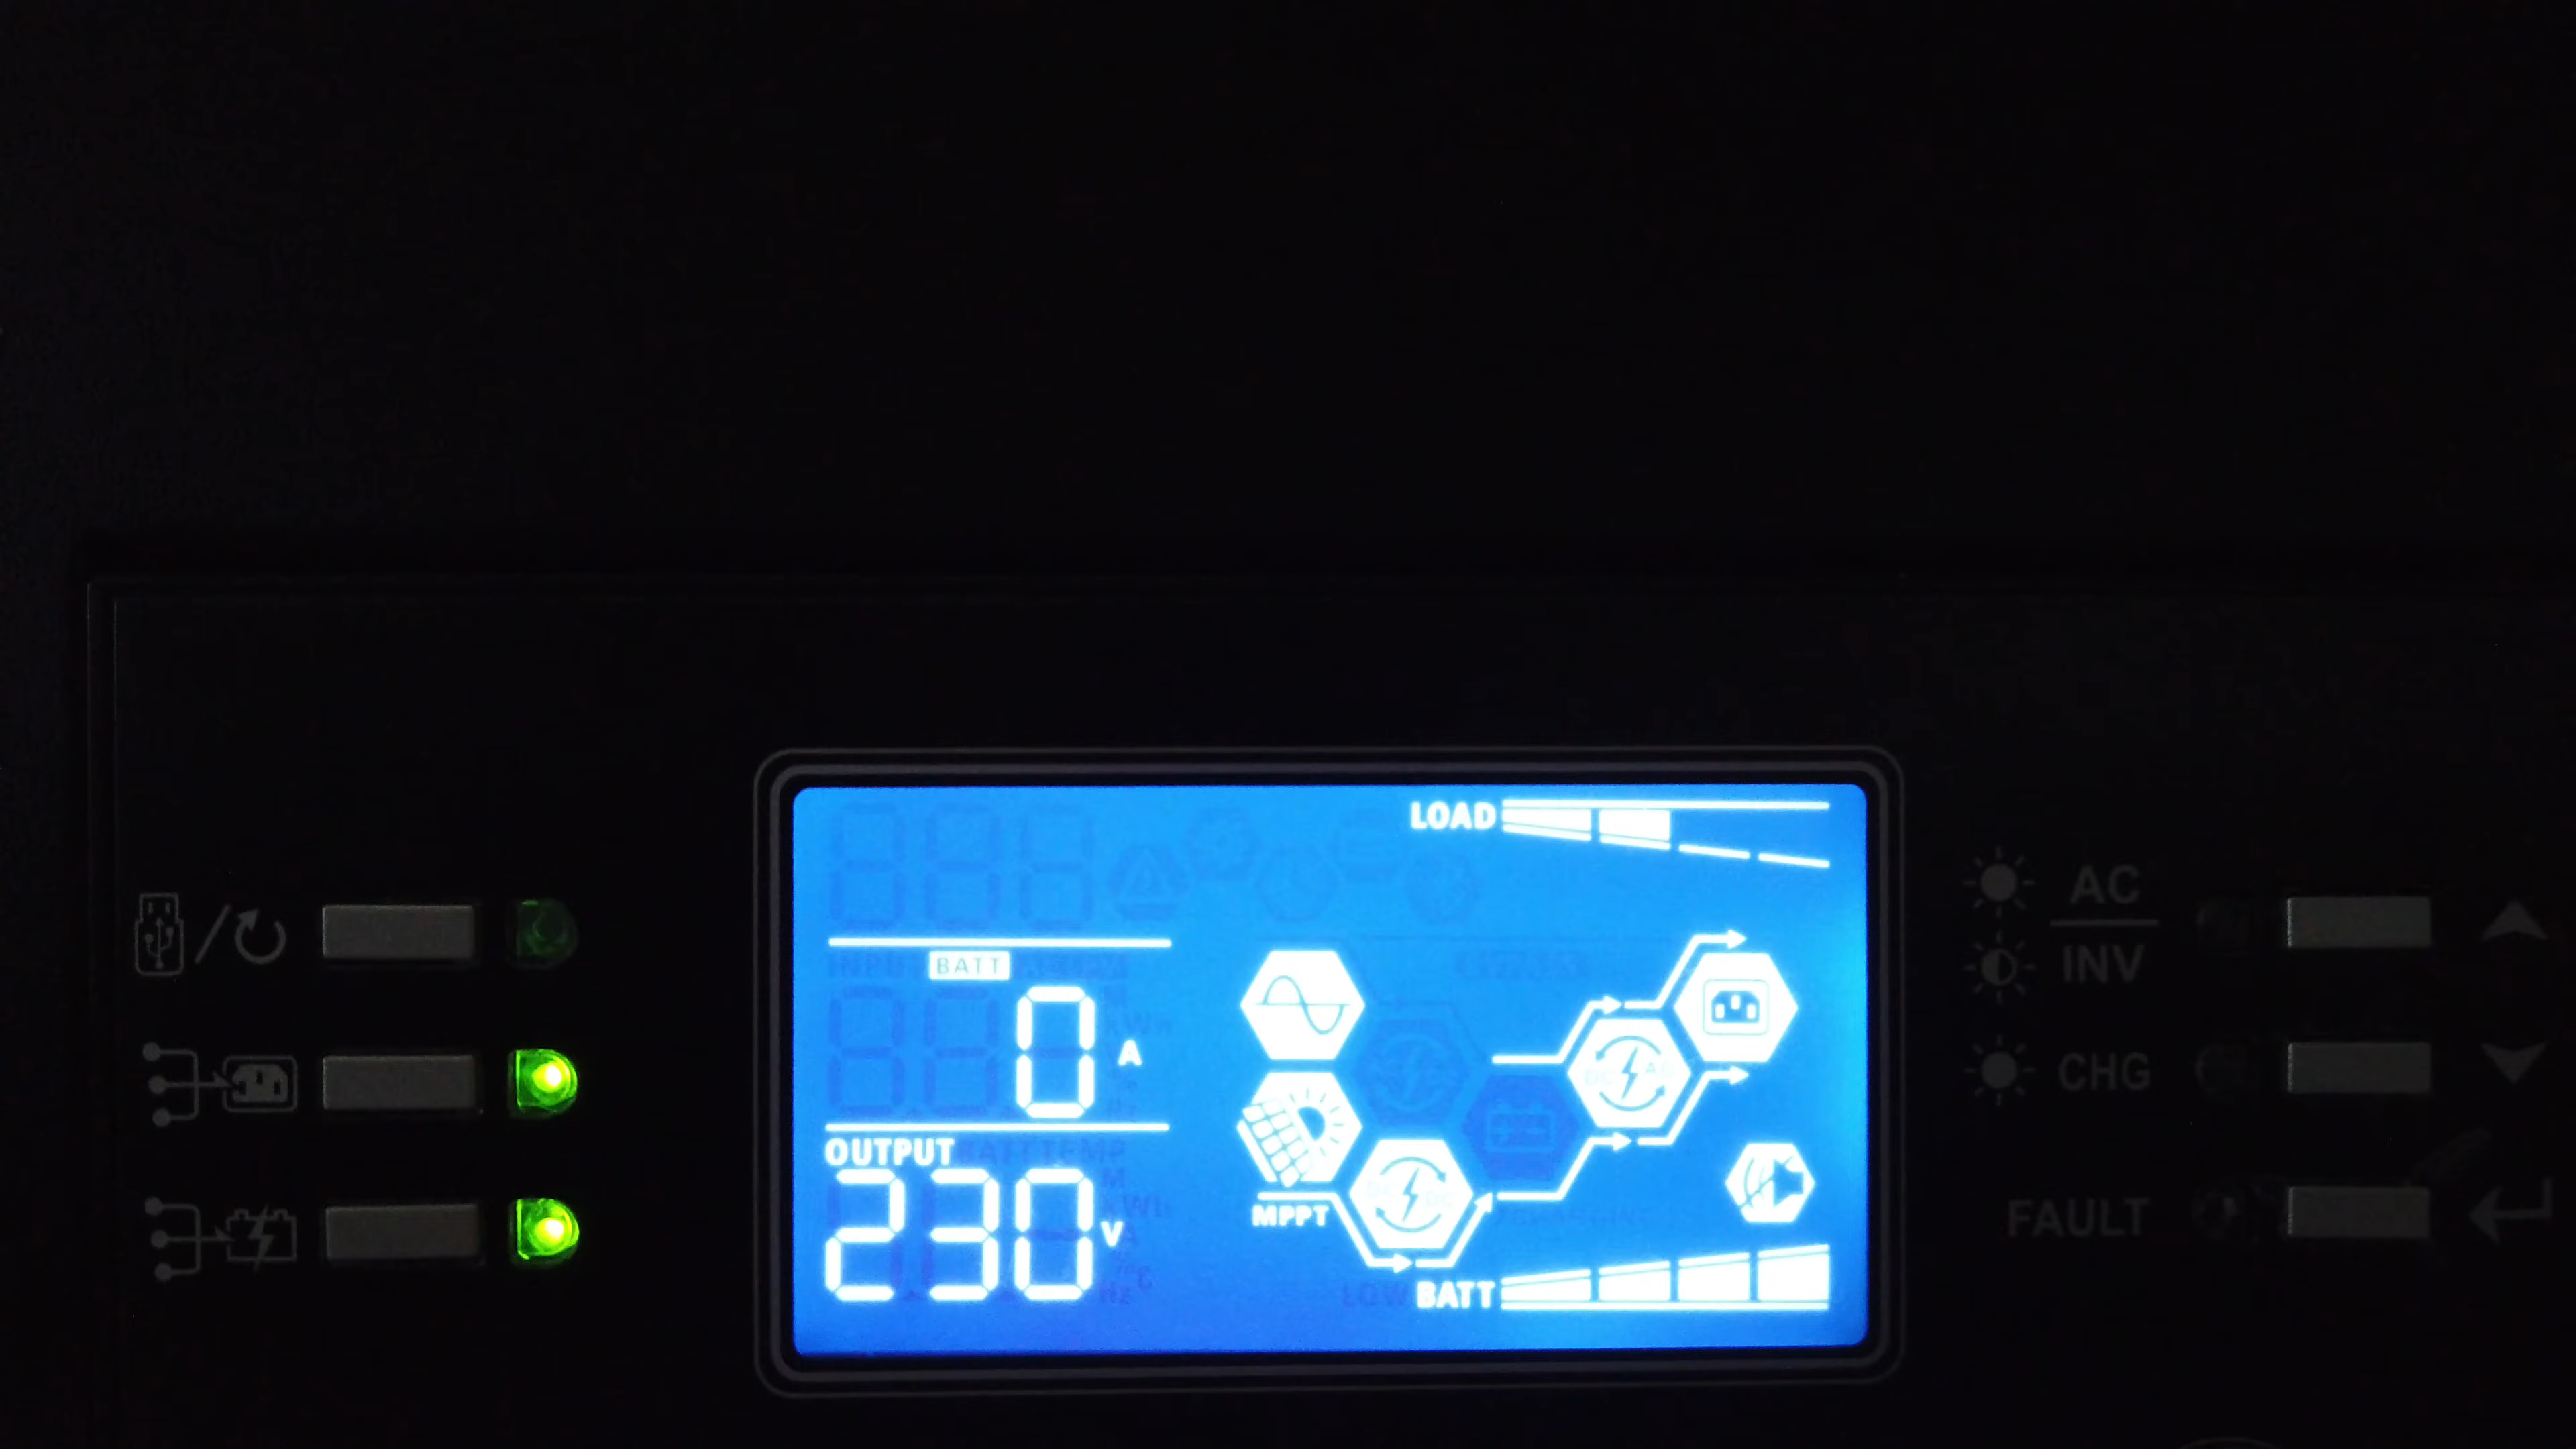 LOAD
BATT
0 A
OUTPUT
230 V
MPPT
BATT
AC
INV
CHG
FAULT